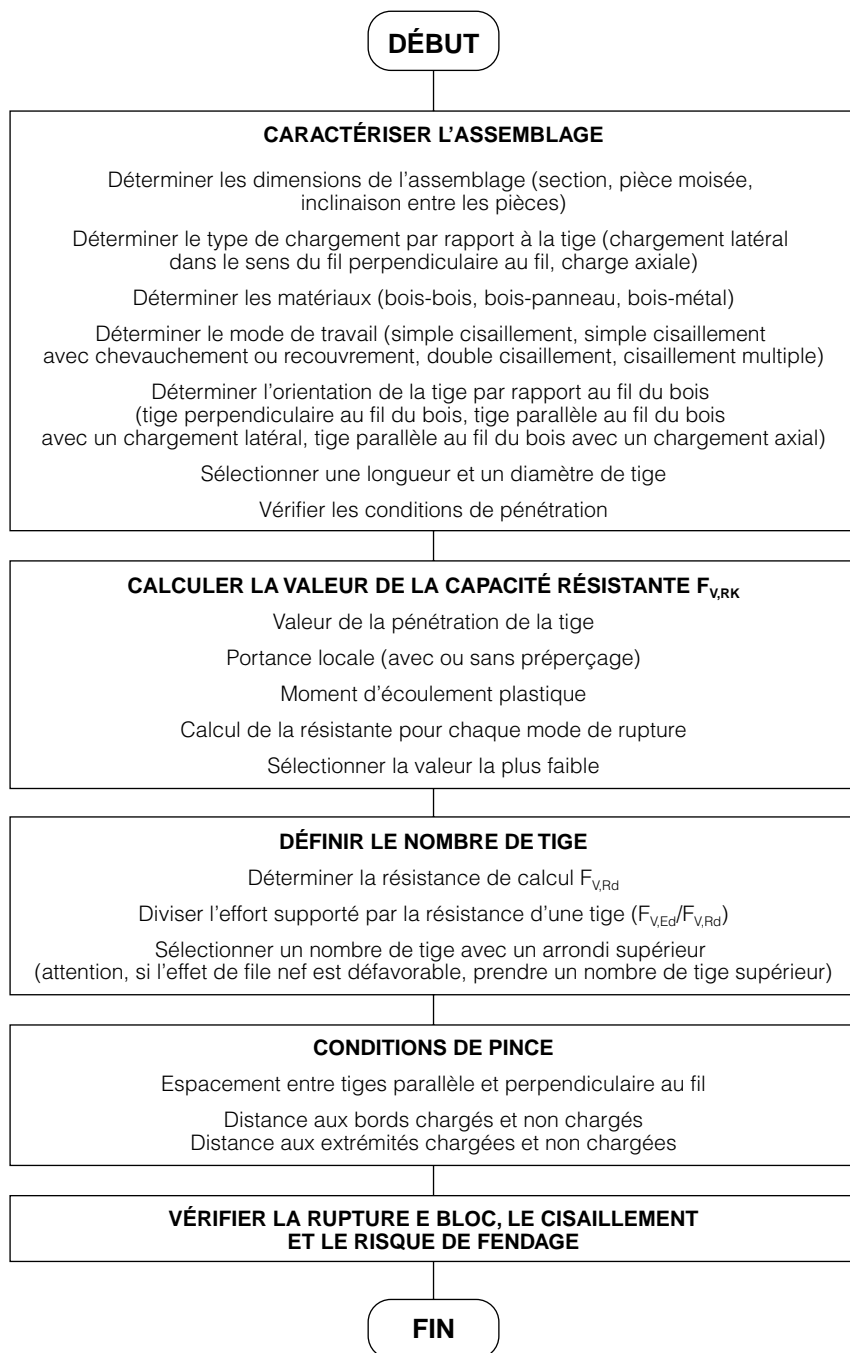 DÉBUT
CARACTÉRISER L'ASSEMBLAGE
Déterminer les dimensions de l'assemblage (section, pièce moisée,
inclinaison entre les pièces)
Déterminer le type de chargement par rapport à la tige (chargement latéral
dans le sens du fil perpendiculaire au fil, charge axiale)
Déterminer les matériaux (bois-bois, bois-panneau, bois-métal)
Déterminer le mode de travail (simple cisaillement, simple cisaillement
avec chevauchement ou recouvrement, double cisaillement, cisaillement multiple)
Déterminer l'orientation de la tige par rapport au fil du bois
(tige perpendiculaire au fil du bois, tige parallèle au fil du bois
avec un chargement latéral, tige parallèle au fil du bois avec un chargement axial)
Sélectionner une longueur et un diamètre de tige
Vérifier les conditions de pénétration
CALCULER LA VALEUR DE LA CAPACITÉ RÉSISTANTE F_V,RK
Valeur de la pénétration de la tige
Portance locale (avec ou sans préperçage)
Moment d'écoulement plastique
Calcul de la résistante pour chaque mode de rupture
Sélectionner la valeur la plus faible
DÉFINIR LE NOMBRE DE TIGE
Déterminer la résistance de calcul F_V,Rd
Diviser l'effort supporté par la résistance d'une tige (F_V,Ed/F_V,Rd)
Sélectionner un nombre de tige avec un arrondi supérieur
(attention, si l'effet de file nef est défavorable, prendre un nombre de tige supérieur)
CONDITIONS DE PINCE
Espacement entre tiges parallèle et perpendiculaire au fil
Distance aux bords chargés et non chargés
Distance aux extrémités chargées et non chargées
VÉRIFIER LA RUPTURE E BLOC, LE CISAILLEMENT
ET LE RISQUE DE FENDAGE
FIN